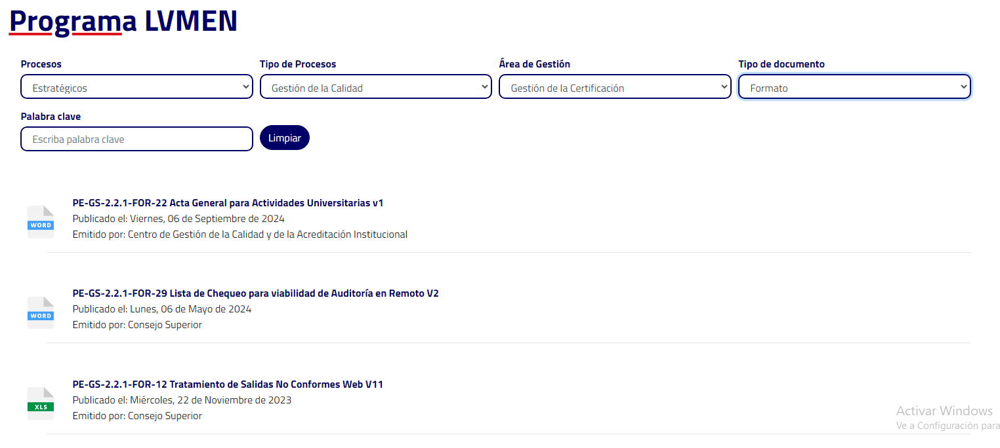 Programa LVMEN
Procesos
Tipo de Procesos
Área de Gestión
Tipo de documento
Estratégicos
Gestión de la Calidad
Gestión de la Certificación
Formato
Palabra clave
Escriba palabra clave
Limpiar
PE-GS-2.2.1-FOR-22 Acta General para Actividades Universitarias v1
WORD
Publicado el: Viernes, 06 de Septiembre de 2024
Emitido por: Centro de Gestión de la Calidad y de la Acreditación Institucional
PE-GS-2.2.1-FOR-29 Lista de Chequeo para viabilidad de Auditoría en Remoto V2
WORD
Publicado el: Lunes, 06 de Mayo de 2024
Emitido por: Consejo Superior
PE-GS-2.2.1-FOR-12 Tratamiento de Salidas No Conformes Web V11
XLS
Publicado el: Miércoles, 22 de Noviembre de 2023
Emitido por: Consejo Superior
Activar Windows
Ve a Configuración para